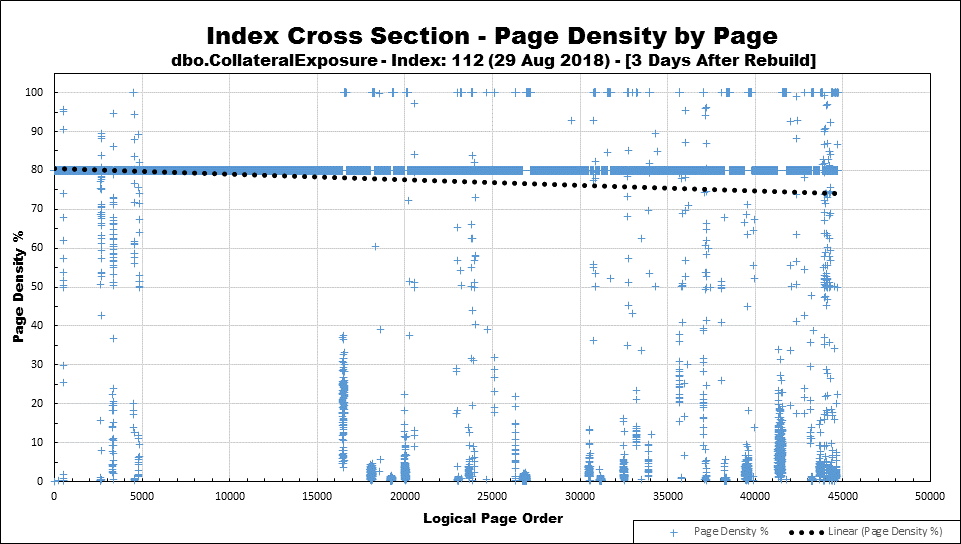 Index Cross Section - Page Density by Page
dbo.CollateralExposure - Index: 112 (29 Aug 2018) - [3 Days After Rebuild]
Page Density %
100
90
80
70
60
50
40
30
20
10
0
0 5000 10000 15000 20000 25000 30000 35000 40000 45000 50000
Logical Page Order
Page Density % Linear (Page Density %)